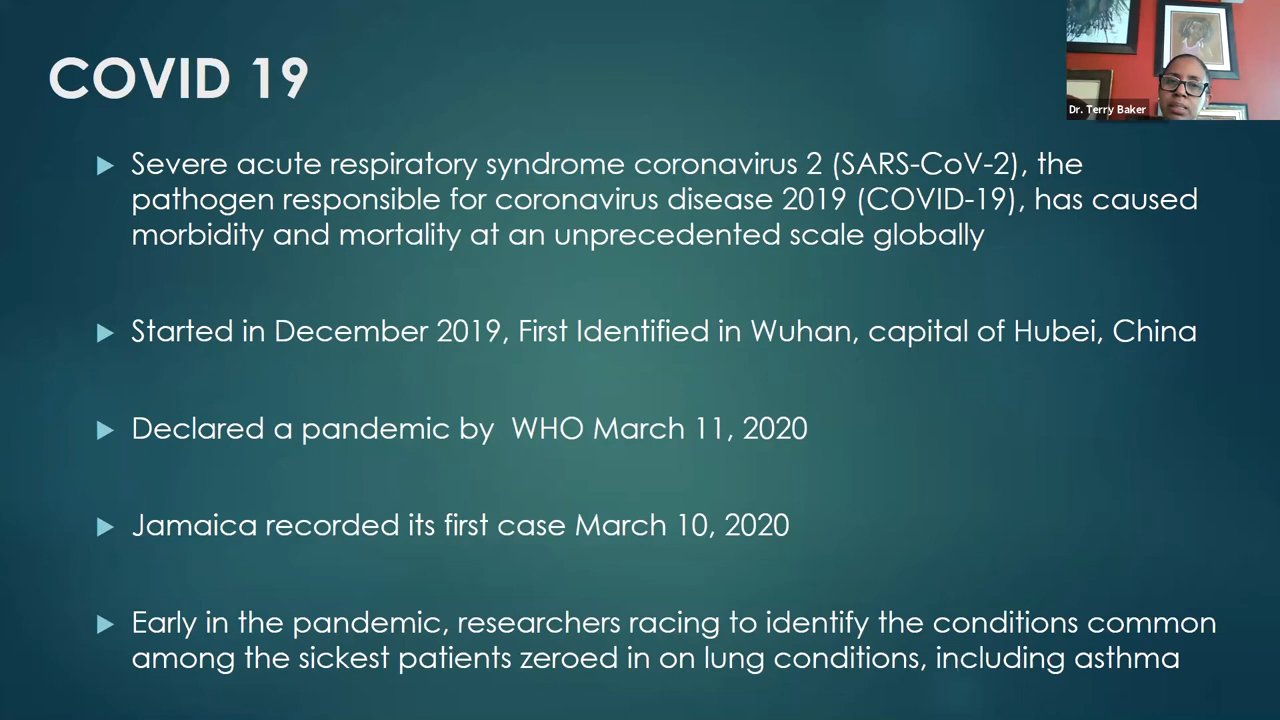 COVID 19
Dr. Terry Baker
Severe acute respiratory syndrome coronavirus 2 (SARS-CoV-2), the
pathogen responsible for coronavirus disease 2019 (COVID-19), has caused
morbidity and mortality at an unprecedented scale globally
Started in December 2019, First Identified in Wuhan, capital of Hubei, China
Declared a pandemic by  WHO March 11, 2020
Jamaica recorded its first case March 10, 2020
Early in the pandemic, researchers racing to identify the conditions common
among the sickest patients zeroed in on lung conditions, including asthma